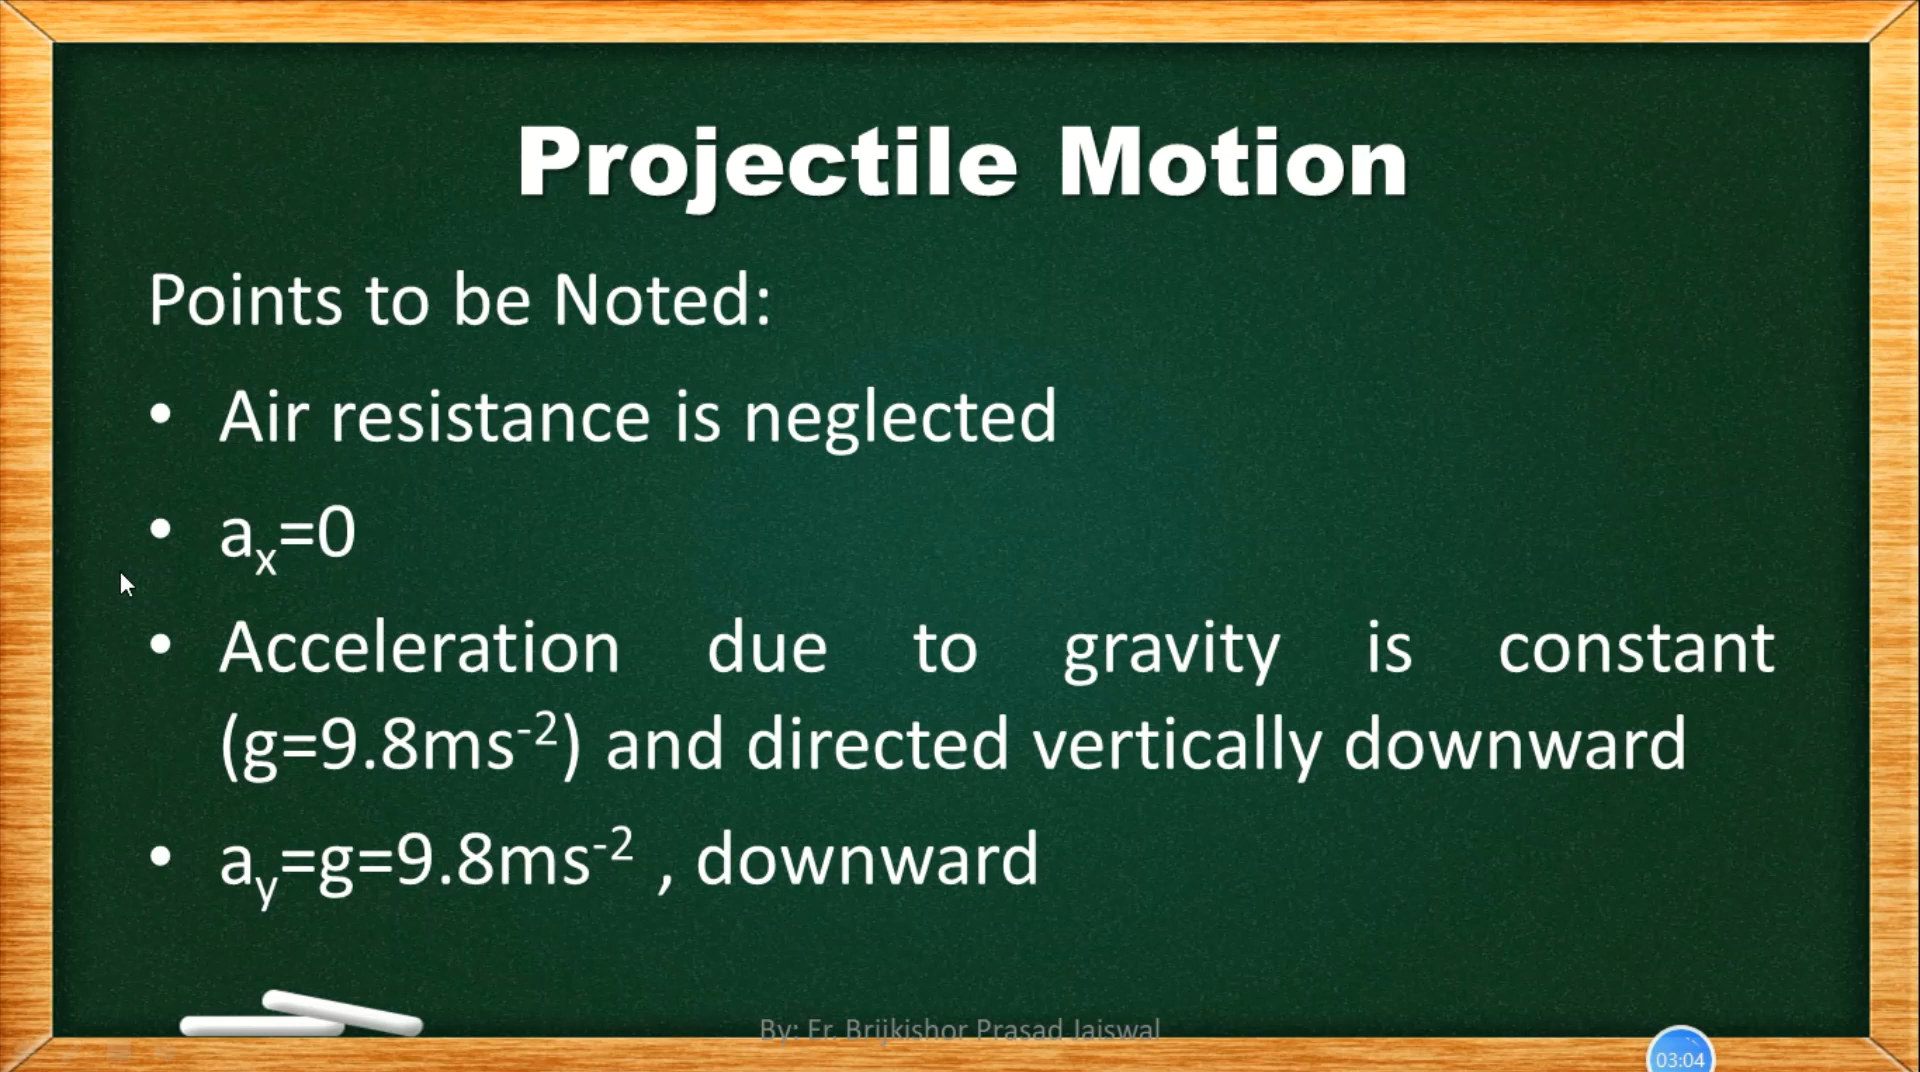 Projectile Motion
Points to be Noted:
• Air resistance is neglected
• aₓ=0
• Acceleration due to gravity is constant
(g=9.8ms⁻²) and directed vertically downward
• aᵧ=g=9.8ms⁻² , downward
By: Er. Brijkishor Prasad Jaiswal
03:04